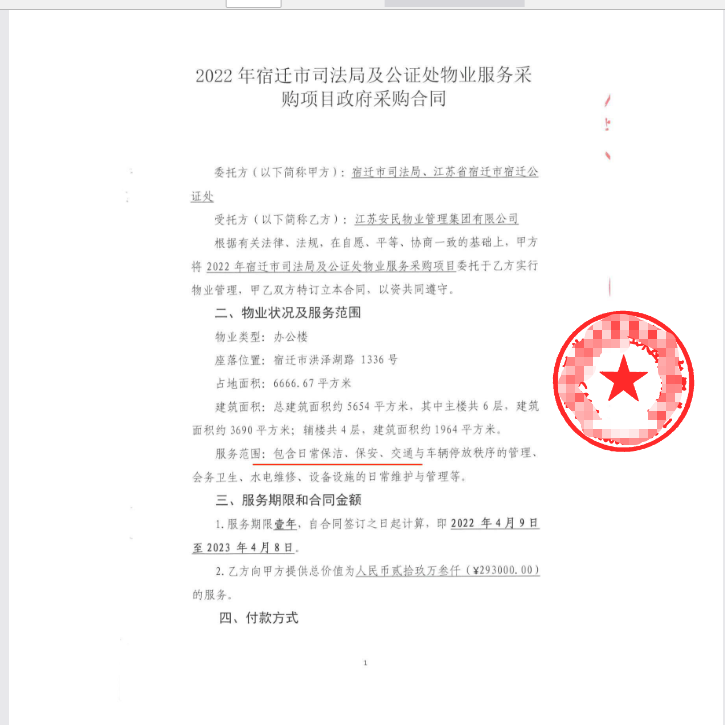 2022 年宿迁市司法局及公证处物业服务采
购项目政府采购合同
委托方（以下简称甲方）：宿迁市司法局、江苏省宿迁市宿迁公
证处
受托方（以下简称乙方）：江苏安民物业管理集团有限公司
根据有关法律、法规，在自愿、平等、协商一致的基础上，甲方
将 2022 年宿迁市司法局及公证处物业服务采购项目委托于乙方实行
物业管理，甲乙双方特订立本合同，以资共同遵守。
二、物业状况及服务范围
物业类型：办公楼
座落位置：宿迁市洪泽湖路 1336 号
占地面积：6666.67 平方米
建筑面积：总建筑面积约 5654 平方米，其中主楼共 6 层，建筑
面积约 3690 平方米；辅楼共 4 层，建筑面积约 1964 平方米。
服务范围：包含日常保洁、保安、交通与车辆停放秩序的管理、
会务卫生、水电维修、设备设施的日常维护与管理等。
三、服务期限和合同金额
1.服务期限壹年，自合同签订之日起计算，即 2022 年 4 月 9 日
至 2023 年 4 月 8 日。
2.乙方向甲方提供总价值为人民币贰拾玖万叁仟（¥293000.00）
的服务。
四、付款方式
1